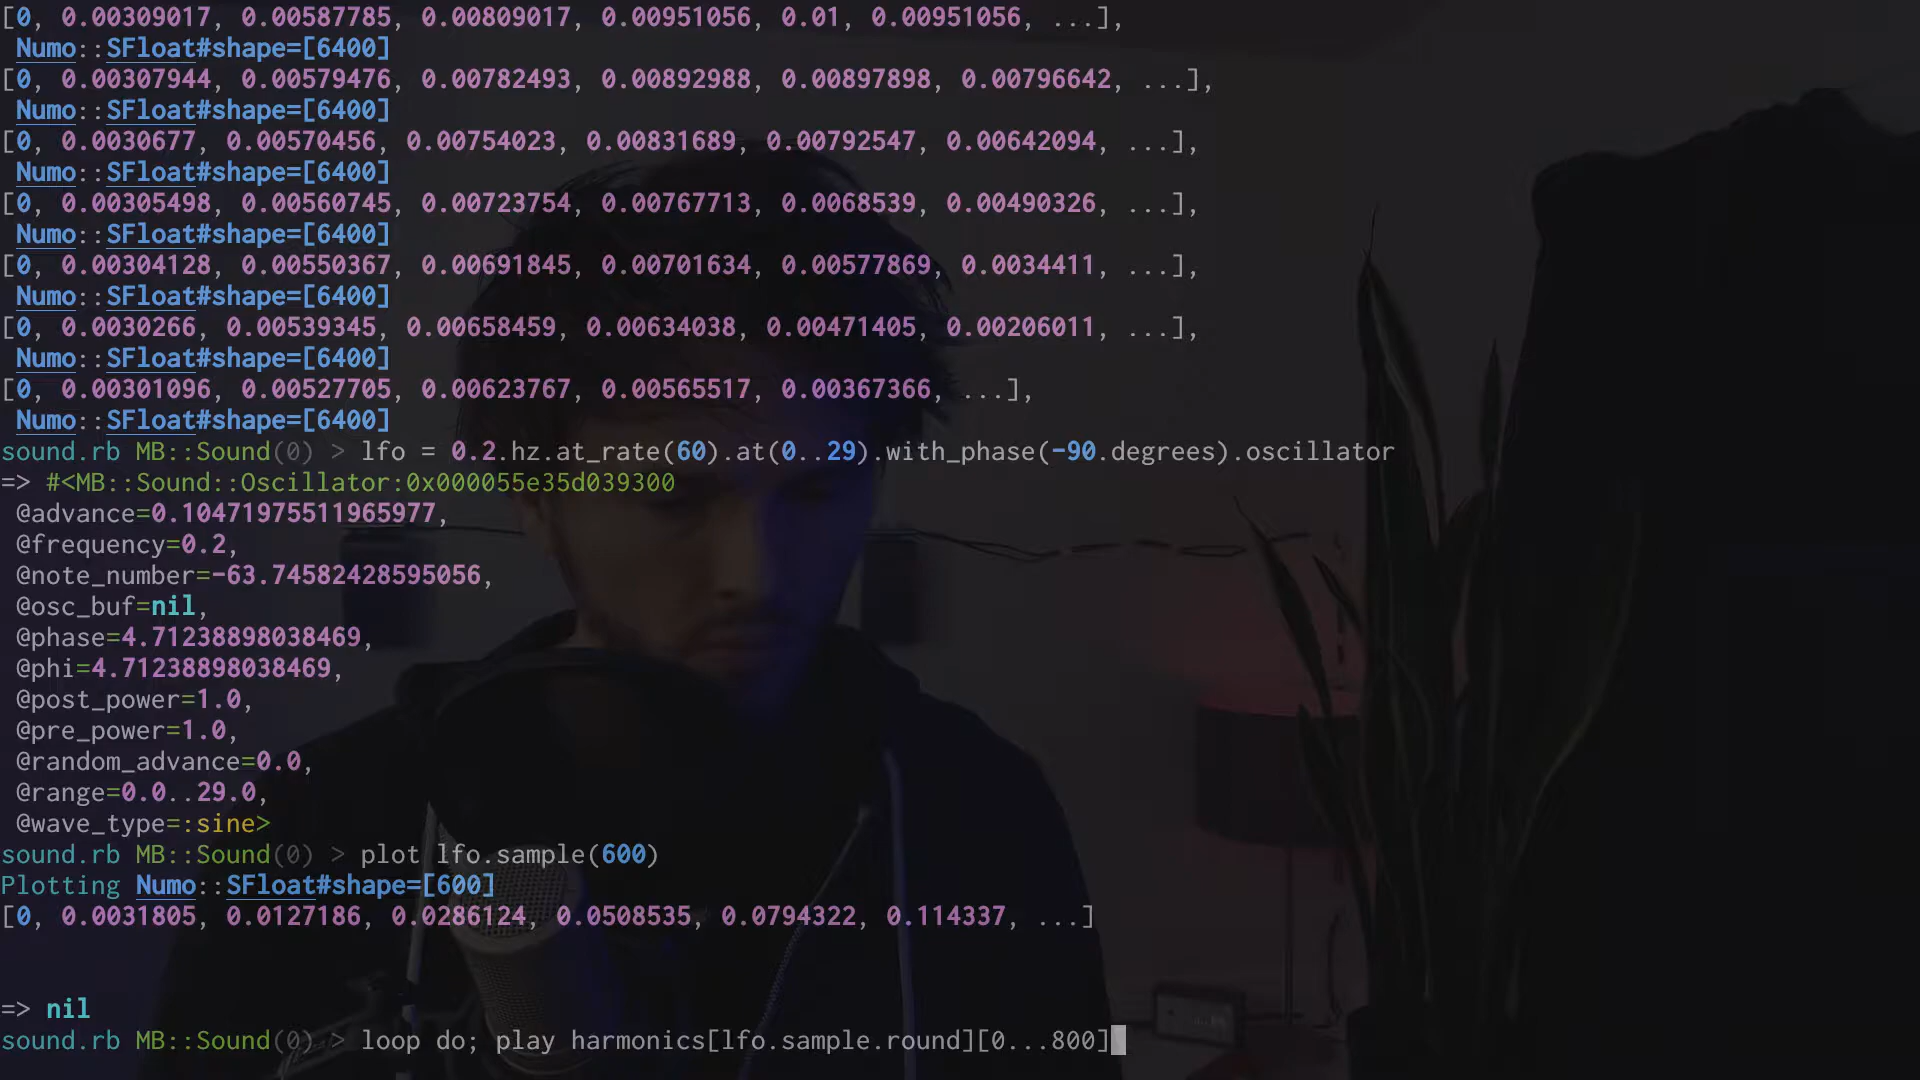 [0, 0.00309017, 0.00587785, 0.00809017, 0.00951056, 0.01, 0.00951056, ...],
Numo::SFloat#shape=[6400]
[0, 0.00307944, 0.00579476, 0.00782493, 0.00892988, 0.00897898, 0.00796642, ...],
Numo::SFloat#shape=[6400]
[0, 0.0030677, 0.00570456, 0.00754023, 0.00831689, 0.00792547, 0.00642094, ...],
Numo::SFloat#shape=[6400]
[0, 0.00305498, 0.00560745, 0.00723754, 0.00767713, 0.0068539, 0.00490326, ...],
Numo::SFloat#shape=[6400]
[0, 0.00304128, 0.00550367, 0.00691845, 0.00701634, 0.00577869, 0.0034411, ...],
Numo::SFloat#shape=[6400]
[0, 0.0030266, 0.00539345, 0.00658459, 0.00634038, 0.00471405, 0.00206011, ...],
Numo::SFloat#shape=[6400]
[0, 0.00301096, 0.00527705, 0.00623767, 0.00565517, 0.00367366, ...],
Numo::SFloat#shape=[6400]
sound.rb MB::Sound(0) > lfo = 0.2.hz.at_rate(60).at(0..29).with_phase(-90.degrees).oscillator
=> #<MB::Sound::Oscillator:0x000055e35d039300
@advance=0.10471975511965977,
@frequency=0.2,
@note_number=-63.74582428595056,
@osc_buf=nil,
@phase=4.71238898038469,
@phi=4.71238898038469,
@post_power=1.0,
@pre_power=1.0,
@random_advance=0.0,
@range=0.0..29.0,
@wave_type=:sine>
sound.rb MB::Sound(0) > plot lfo.sample(600)
Plotting Numo::SFloat#shape=[600]
[0, 0.0031805, 0.0127186, 0.0286124, 0.0508535, 0.0794322, 0.114337, ...]
=> nil
sound.rb MB::Sound(0) > loop do; play harmonics[lfo.sample.round][0...800]